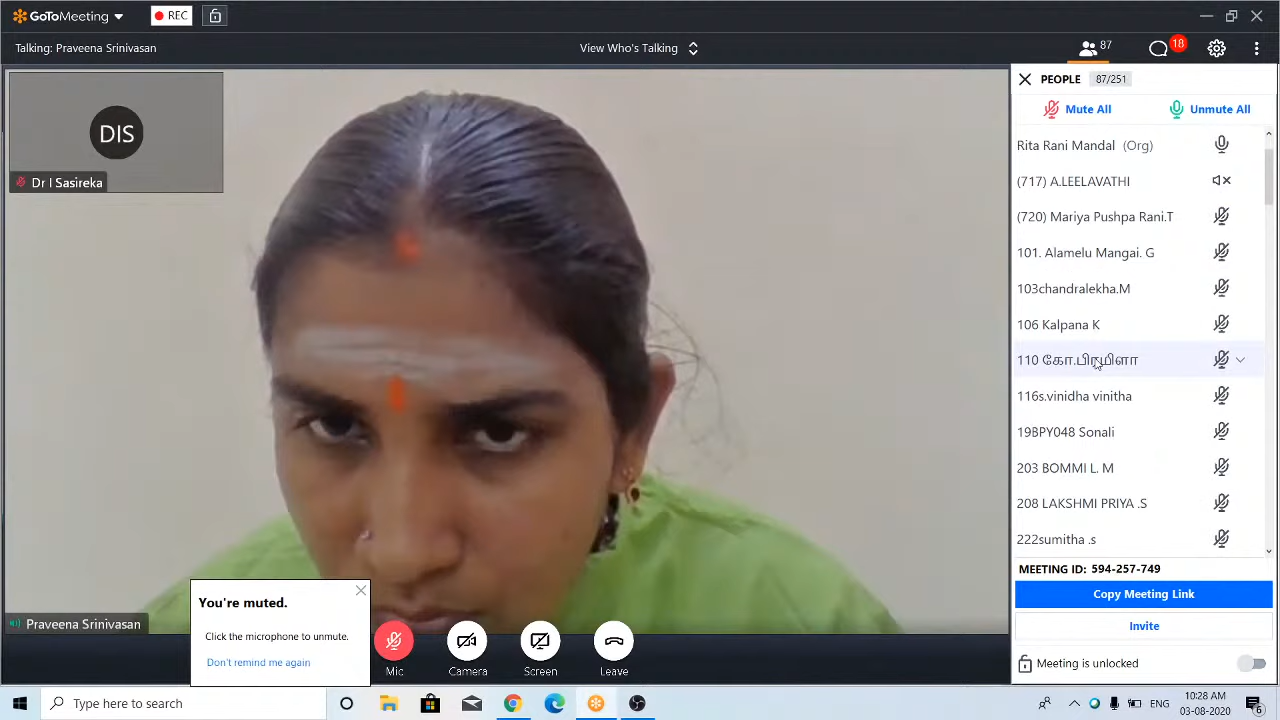 GoToMeeting
REC
Talking: Praveena Srinivasan
View Who's Talking
87
18
DIS
Dr I Sasireka
PEOPLE 87/251
Mute All
Unmute All
Rita Rani Mandal (Org)
(717) A.LEELAVATHI
(720) Mariya Pushpa Rani.T
101. Alamelu Mangai. G
103chandralekha.M
106 Kalpana K
110
116s.vinidha vinitha
19BPY048 Sonali
203 BOMMI L. M
208 LAKSHMI PRIYA .S
222sumitha .s
MEETING ID: 594-257-749
Copy Meeting Link
Invite
Meeting is unlocked
Praveena Srinivasan
You're muted.
Click the microphone to unmute.
Don't remind me again
Mic
Camera
Screen
Leave
Type here to search
10:28 AM
03-08-2020
6